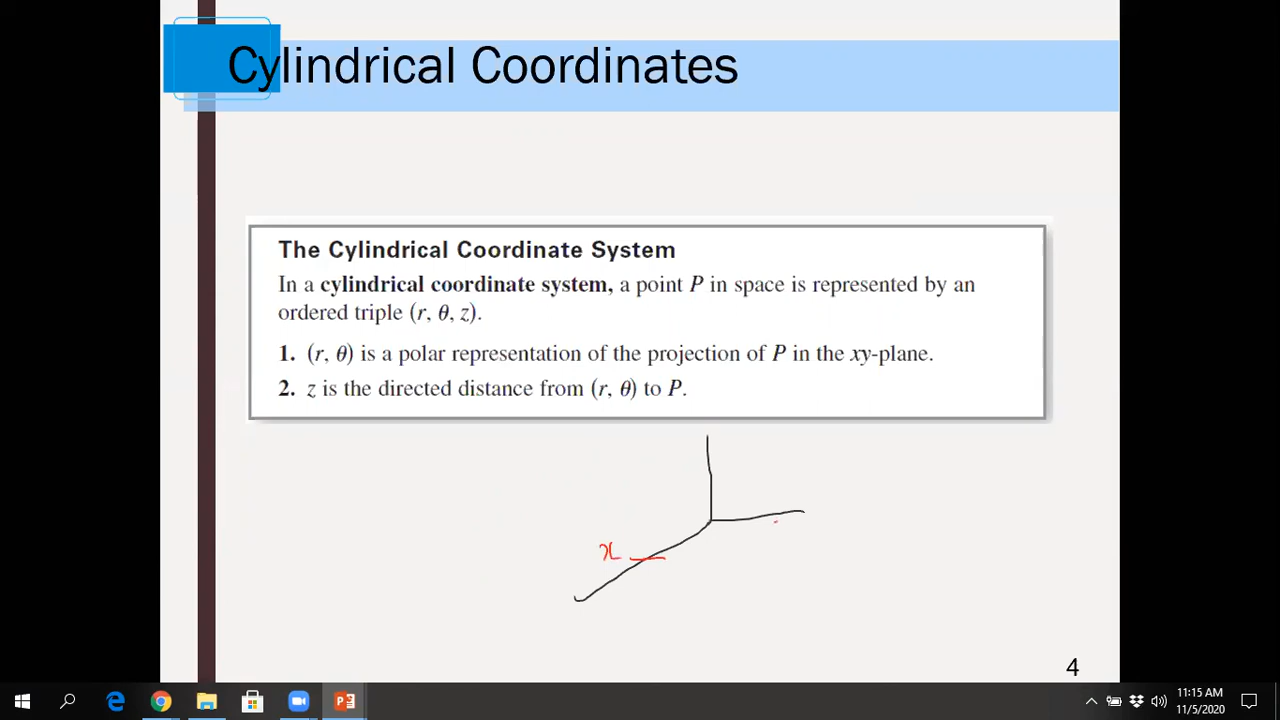 Cylindrical Coordinates
The Cylindrical Coordinate System
In a cylindrical coordinate system, a point P in space is represented by an
ordered triple (r, θ, z).
1. (r, θ) is a polar representation of the projection of P in the xy-plane.
2. z is the directed distance from (r, θ) to P.
x
4
11:15 AM
11/5/2020